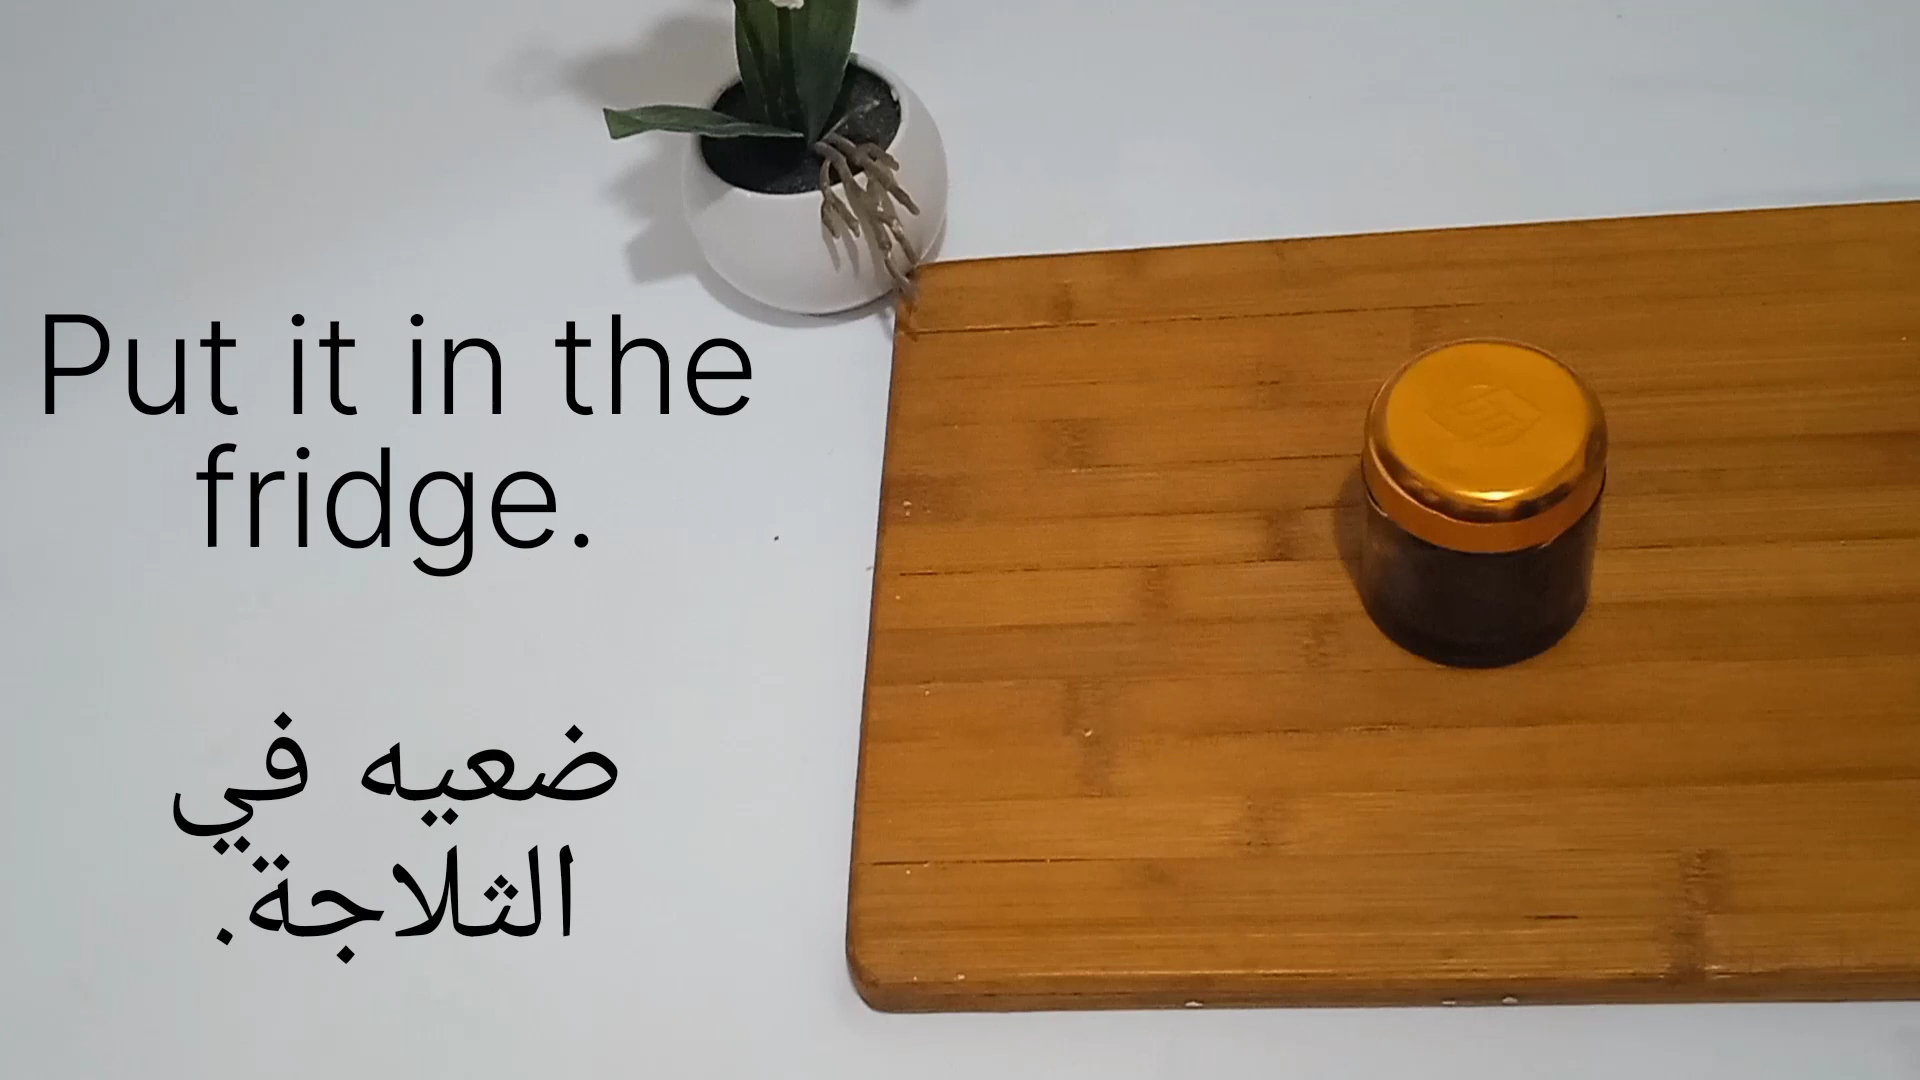 Put it in the
fridge.
ضعيه في
الثلاجة.